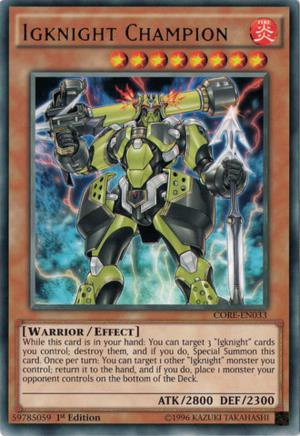 IGKNIGHT CHAMPION
FIRE
炎
CORE-EN033
[WARRIOR / EFFECT]
While this card is in your hand: You can target 3 "Igknight" cards
you control; destroy them, and if you do, Special Summon this
card. Once per turn: You can target 1 other "Igknight" monster you
control; return it to the hand, and if you do, place 1 monster your
opponent controls on the bottom of the Deck.
ATK/2800 DEF/2300
59785059 1st Edition ©1996 KAZUKI TAKAHASHI